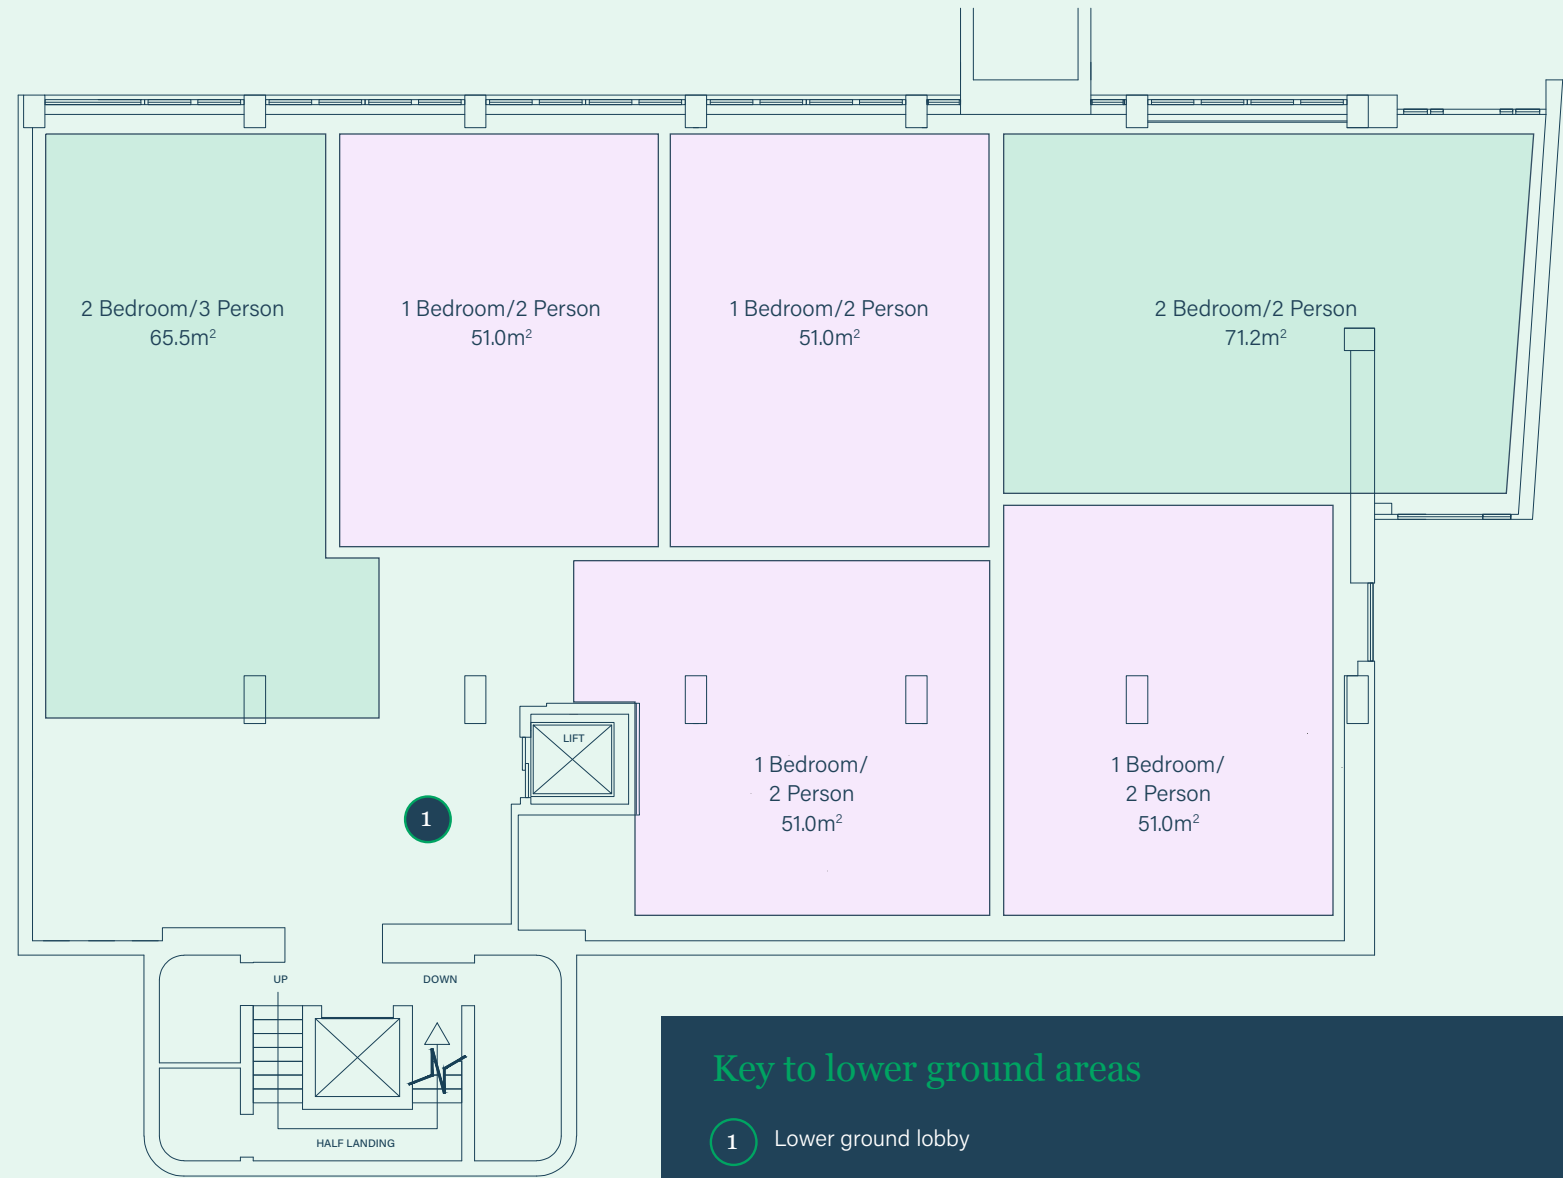 2 Bedroom/3 Person
65.5m²
1 Bedroom/2 Person
51.0m²
1 Bedroom/2 Person
51.0m²
2 Bedroom/2 Person
71.2m²
LIFT
1 Bedroom/
2 Person
51.0m²
1 Bedroom/
2 Person
51.0m²
1
UP
DOWN
HALF LANDING
Key to lower ground areas
1 Lower ground lobby